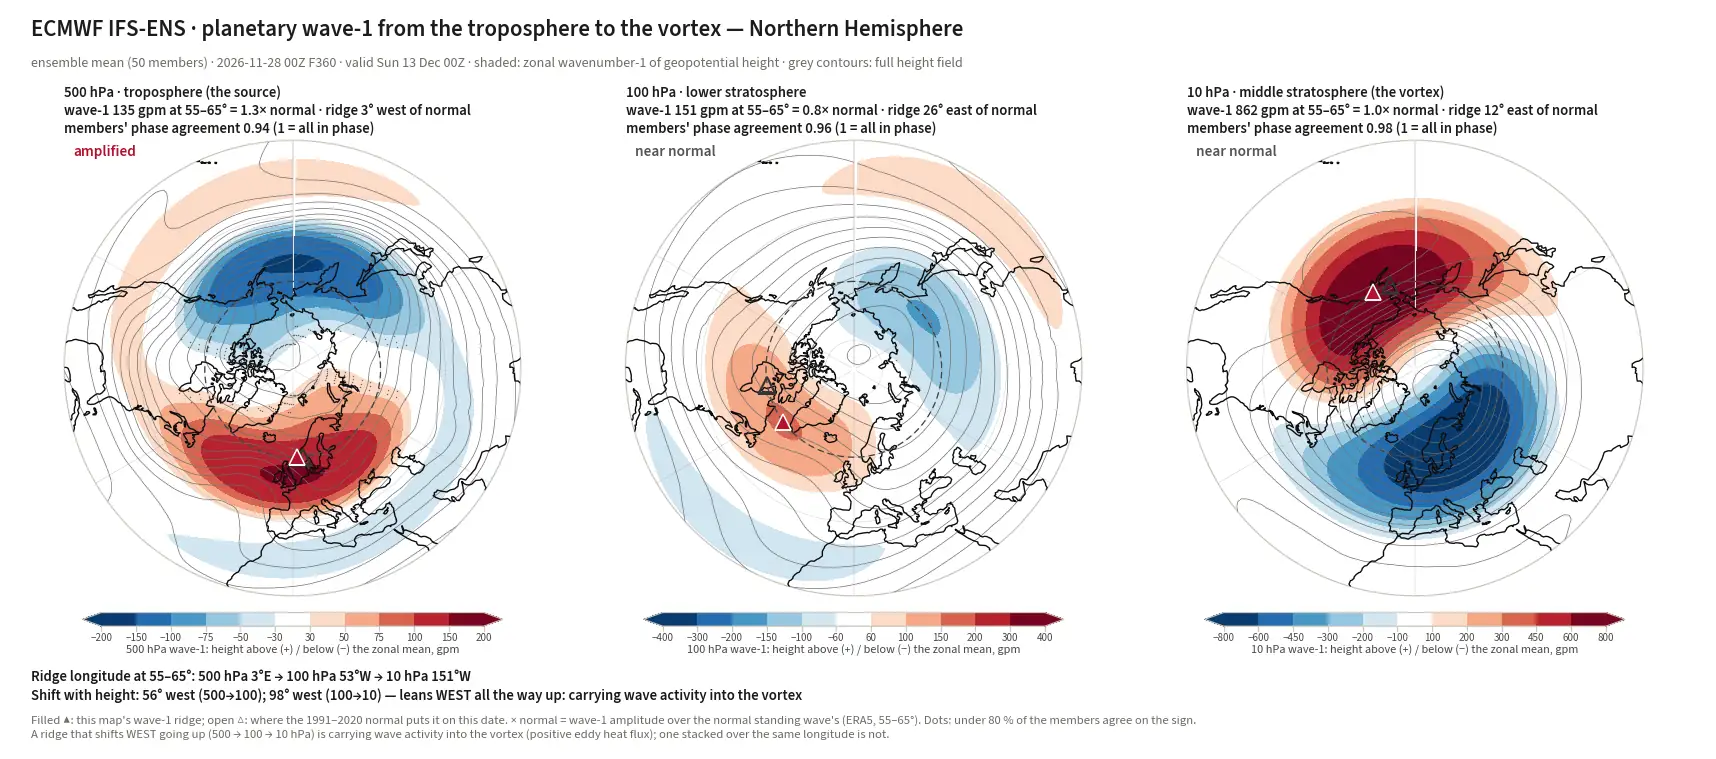 ECMWF IFS-ENS · planetary wave-1 from the troposphere to the vortex — Northern Hemisphere
ensemble mean (50 members) · 2026-11-28 00Z F360 · valid Sun 13 Dec 00Z · shaded: zonal wavenumber-1 of geopotential height · grey contours: full height field
500 hPa · troposphere (the source)
wave-1 135 gpm at 55–65° = 1.3× normal · ridge 3° west of normal
members' phase agreement 0.94 (1 = all in phase)
amplified
100 hPa · lower stratosphere
wave-1 151 gpm at 55–65° = 0.8× normal · ridge 26° east of normal
members' phase agreement 0.96 (1 = all in phase)
near normal
10 hPa · middle stratosphere (the vortex)
wave-1 862 gpm at 55–65° = 1.0× normal · ridge 12° east of normal
members' phase agreement 0.98 (1 = all in phase)
near normal
−200 −150 −100 −75 −50 −30 30 50 75 100 150 200
500 hPa wave-1: height above (+) / below (−) the zonal mean, gpm
−400 −300 −200 −150 −100 −60 60 100 150 200 300 400
100 hPa wave-1: height above (+) / below (−) the zonal mean, gpm
−800 −600 −450 −300 −200 −100 100 200 300 450 600 800
10 hPa wave-1: height above (+) / below (−) the zonal mean, gpm
Ridge longitude at 55–65°: 500 hPa 3°E → 100 hPa 53°W → 10 hPa 151°W
Shift with height: 56° west (500→100); 98° west (100→10) — leans WEST all the way up: carrying wave activity into the vortex
Filled ▲: this map's wave-1 ridge; open △: where the 1991–2020 normal puts it on this date. × normal = wave-1 amplitude over the normal standing wave's (ERA5, 55–65°). Dots: under 80 % of the members agree on the sign.
A ridge that shifts WEST going up (500 → 100 → 10 hPa) is carrying wave activity into the vortex (positive eddy heat flux); one stacked over the same longitude is not.